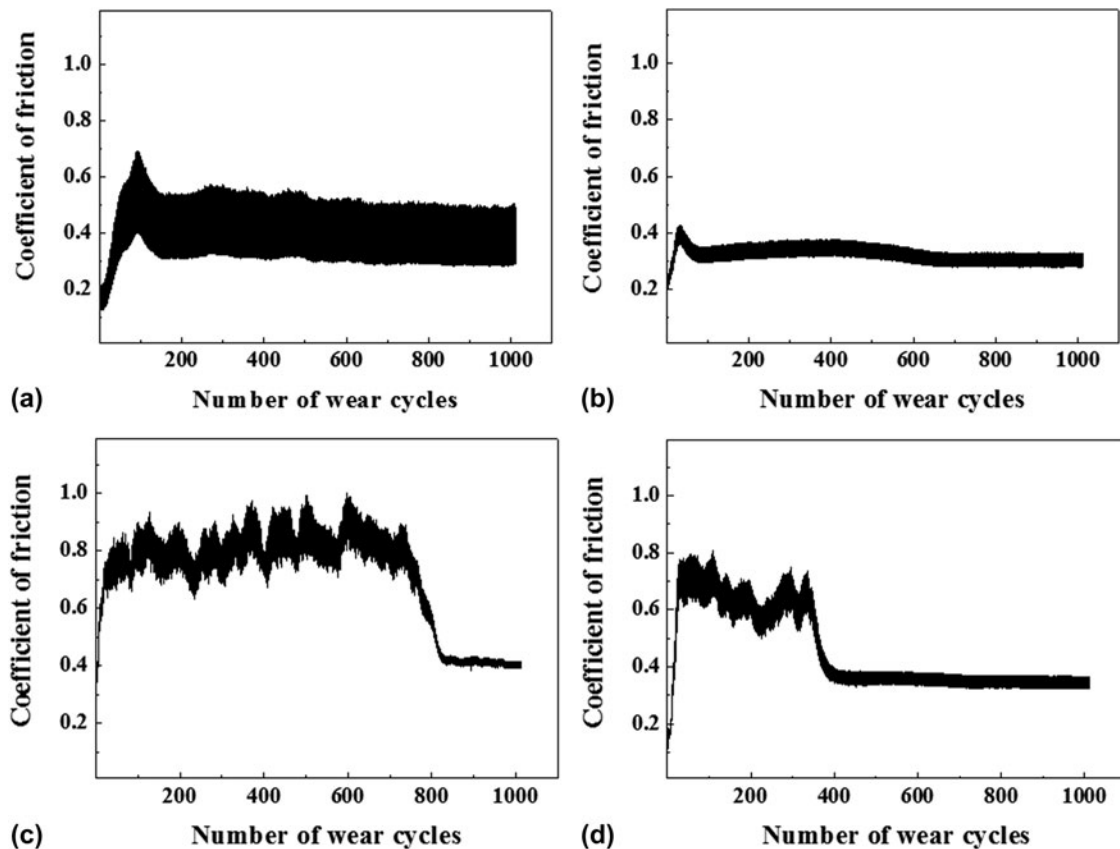 Coefficient of friction
1.0
0.8
0.6
0.4
0.2
200 400 600 800 1000
(a) Number of wear cycles
Coefficient of friction
1.0
0.8
0.6
0.4
0.2
200 400 600 800 1000
(b) Number of wear cycles
Coefficient of friction
1.0
0.8
0.6
0.4
0.2
200 400 600 800 1000
(c) Number of wear cycles
Coefficient of friction
1.0
0.8
0.6
0.4
0.2
200 400 600 800 1000
(d) Number of wear cycles